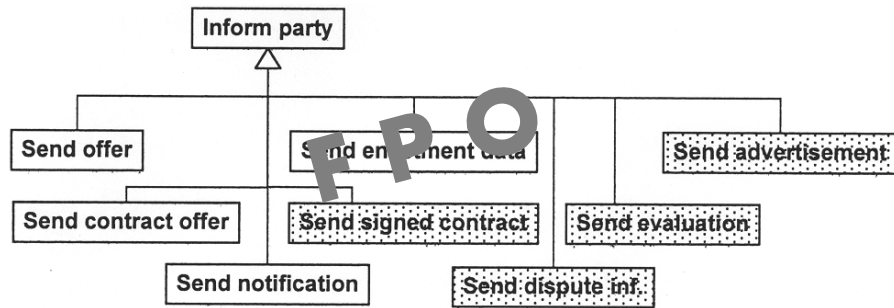 Inform party
FPO
Send offer
Send data
Send advertisement
Send contract offer
Send signed contract
Send evaluation
Send notification
Send dispute inf.